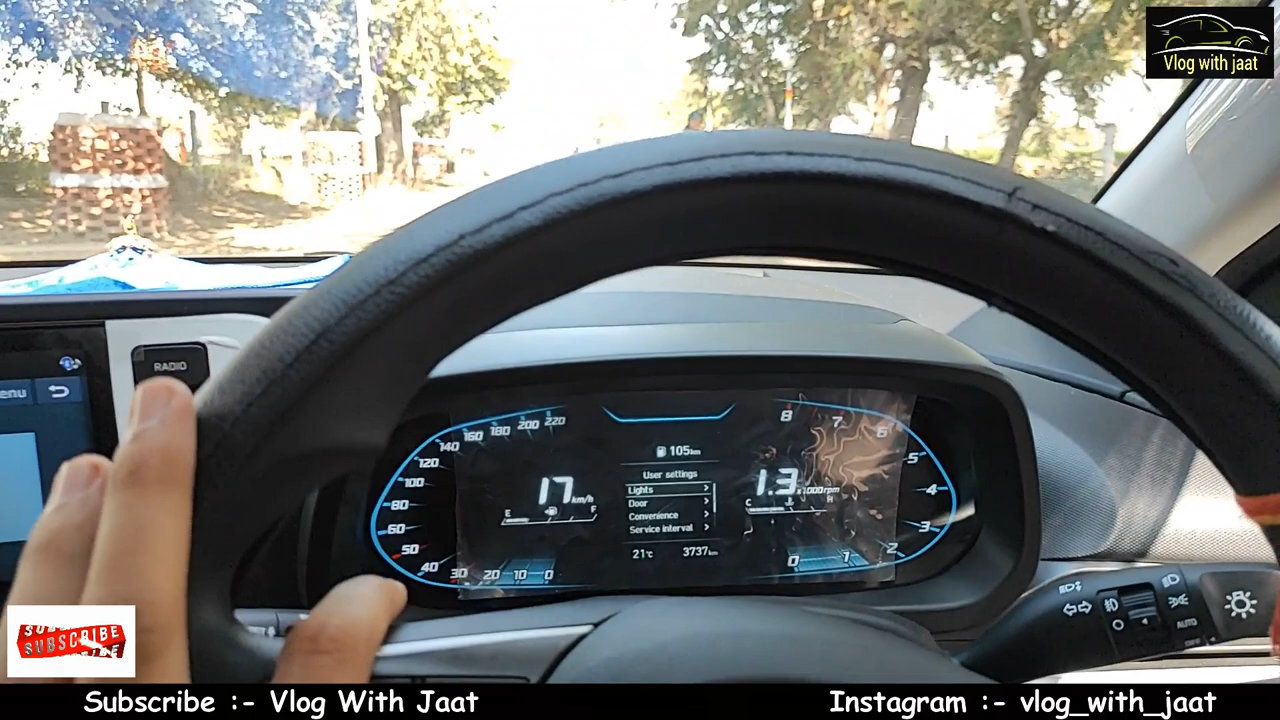 Vlog with jaat
RADIO
enu
160 180 200 220
140
120
100
80
60
50
40
30 20 10 0
17 km/h
E F
105km
User settings
Lights
Door
Convenience
Service interval
21°C 3737km
1.3 x1000rpm
C H
8 7 6
5
4
3
2
0 1
AUTO
OFF
SUBSCRIBE
Subscribe :- Vlog With Jaat
Instagram :- vlog_with_jaat